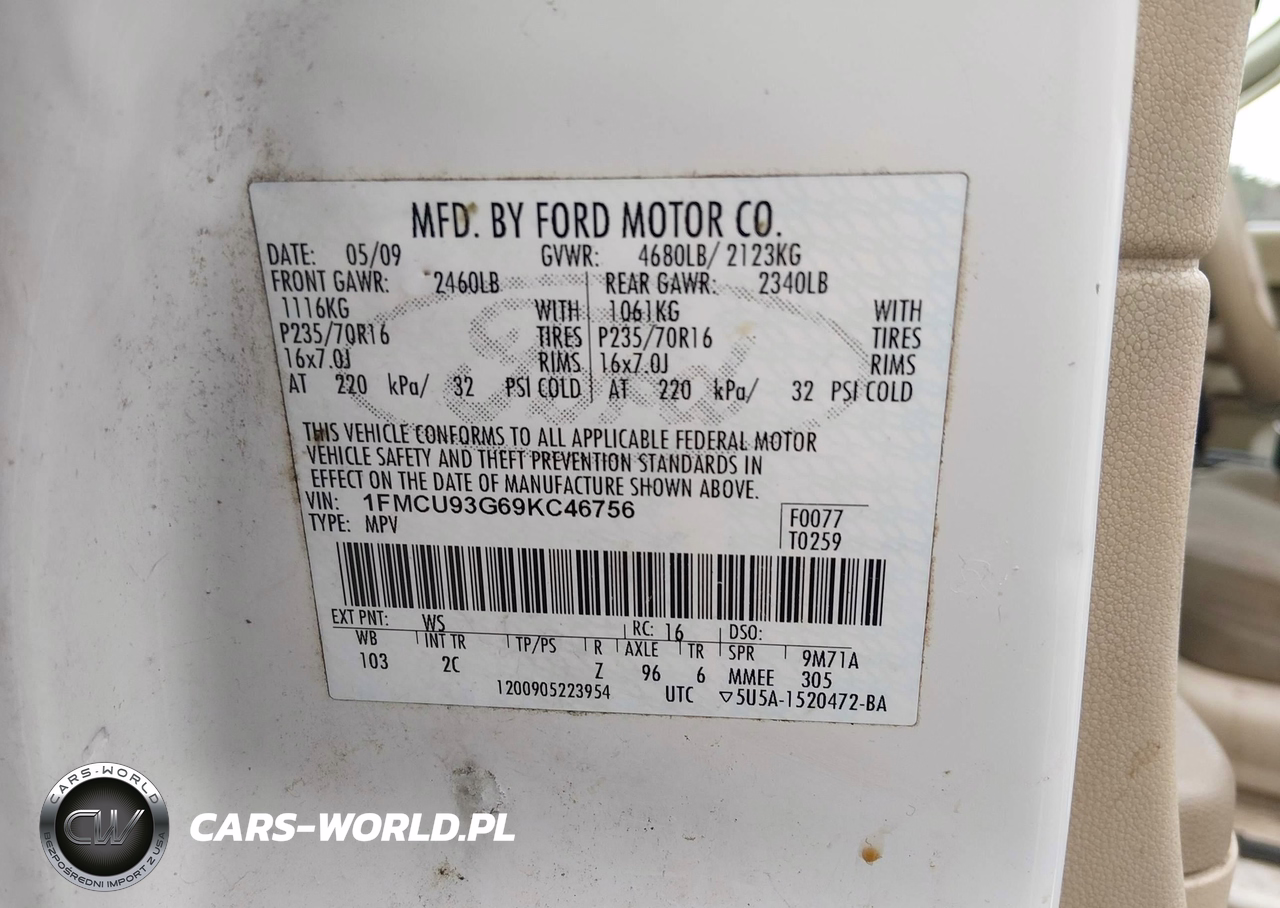 MFD. BY FORD MOTOR CO.
DATE: 05/09 GVWR: 4680LB/ 2123KG
FRONT GAWR: 2460LB REAR GAWR: 2340LB
1116KG WITH 1061KG WITH
P235/70R16 TIRES P235/70R16 TIRES
16x7.0J RIMS 16x7.0J RIMS
AT 220 kPa/ 32 PSI COLD AT 220 kPa/ 32 PSI COLD
Ford
THIS VEHICLE CONFORMS TO ALL APPLICABLE FEDERAL MOTOR
VEHICLE SAFETY AND THEFT PREVENTION STANDARDS IN
EFFECT ON THE DATE OF MANUFACTURE SHOWN ABOVE.
VIN: 1FMCU93G69KC46756
TYPE: MPV
F0077
T0259
EXT PNT: WS RC: 16 DSO:
WB INT TR TP/PS R AXLE TR SPR 9M71A
103 2C Z 96 6 MMEE 305
1200905223954 UTC ▽5U5A-1520472-BA
CARS-WORLD
CW
BEZPOŚREDNI IMPORT Z USA
CARS-WORLD.PL